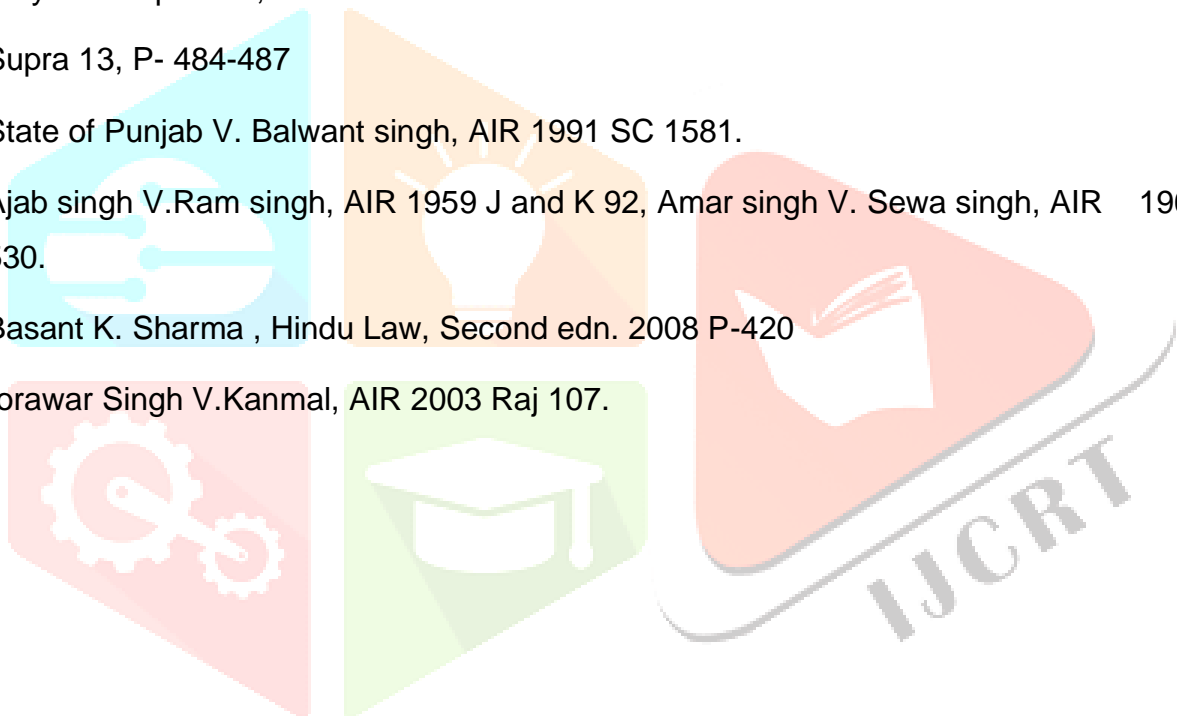 Supra 13, P- 484-487
State of Punjab V. Balwant singh, AIR 1991 SC 1581.
Ajab singh V.Ram singh, AIR 1959 J and K 92, Amar singh V. Sewa singh, AIR
530.
Basant K. Sharma , Hindu Law, Second edn. 2008 P-420
Singh V.Kanmal, AIR 2003 Raj 107.
IJCRT